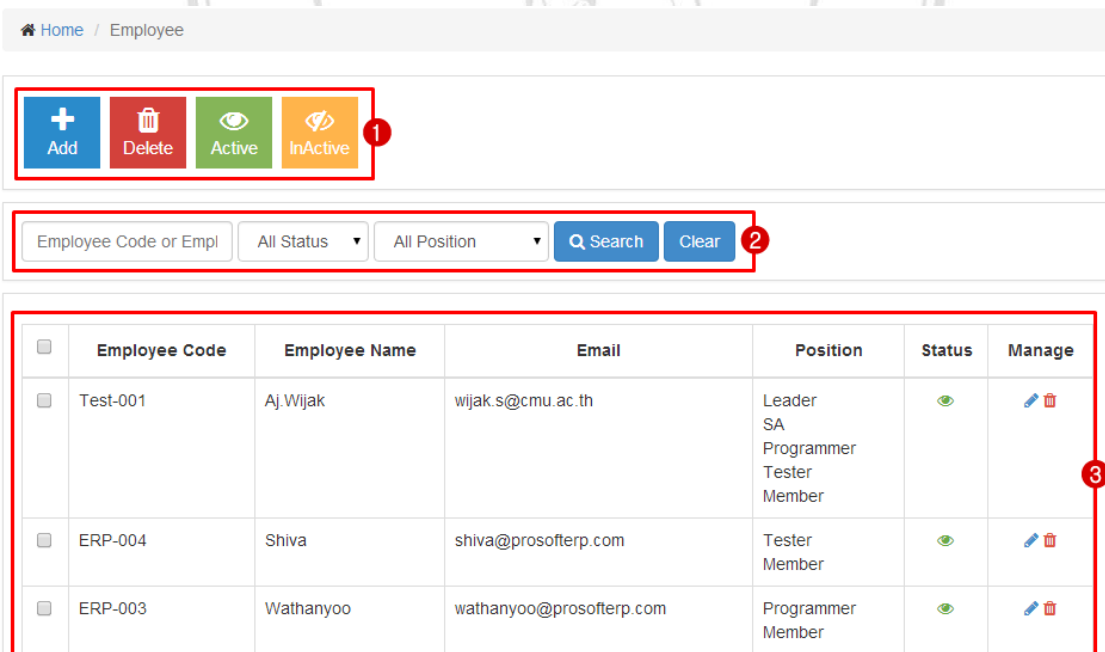 Home / Employee
Add Delete Active InActive 1
Employee Code or Empl All Status All Position Search Clear 2
Employee Code Employee Name Email Position Status Manage
Test-001 Aj.Wijak wijak.s@cmu.ac.th Leader
SA
Programmer
Tester
Member
3
ERP-004 Shiva shiva@prosofterp.com Tester
Member
ERP-003 Wathanyoo wathanyoo@prosofterp.com Programmer
Member